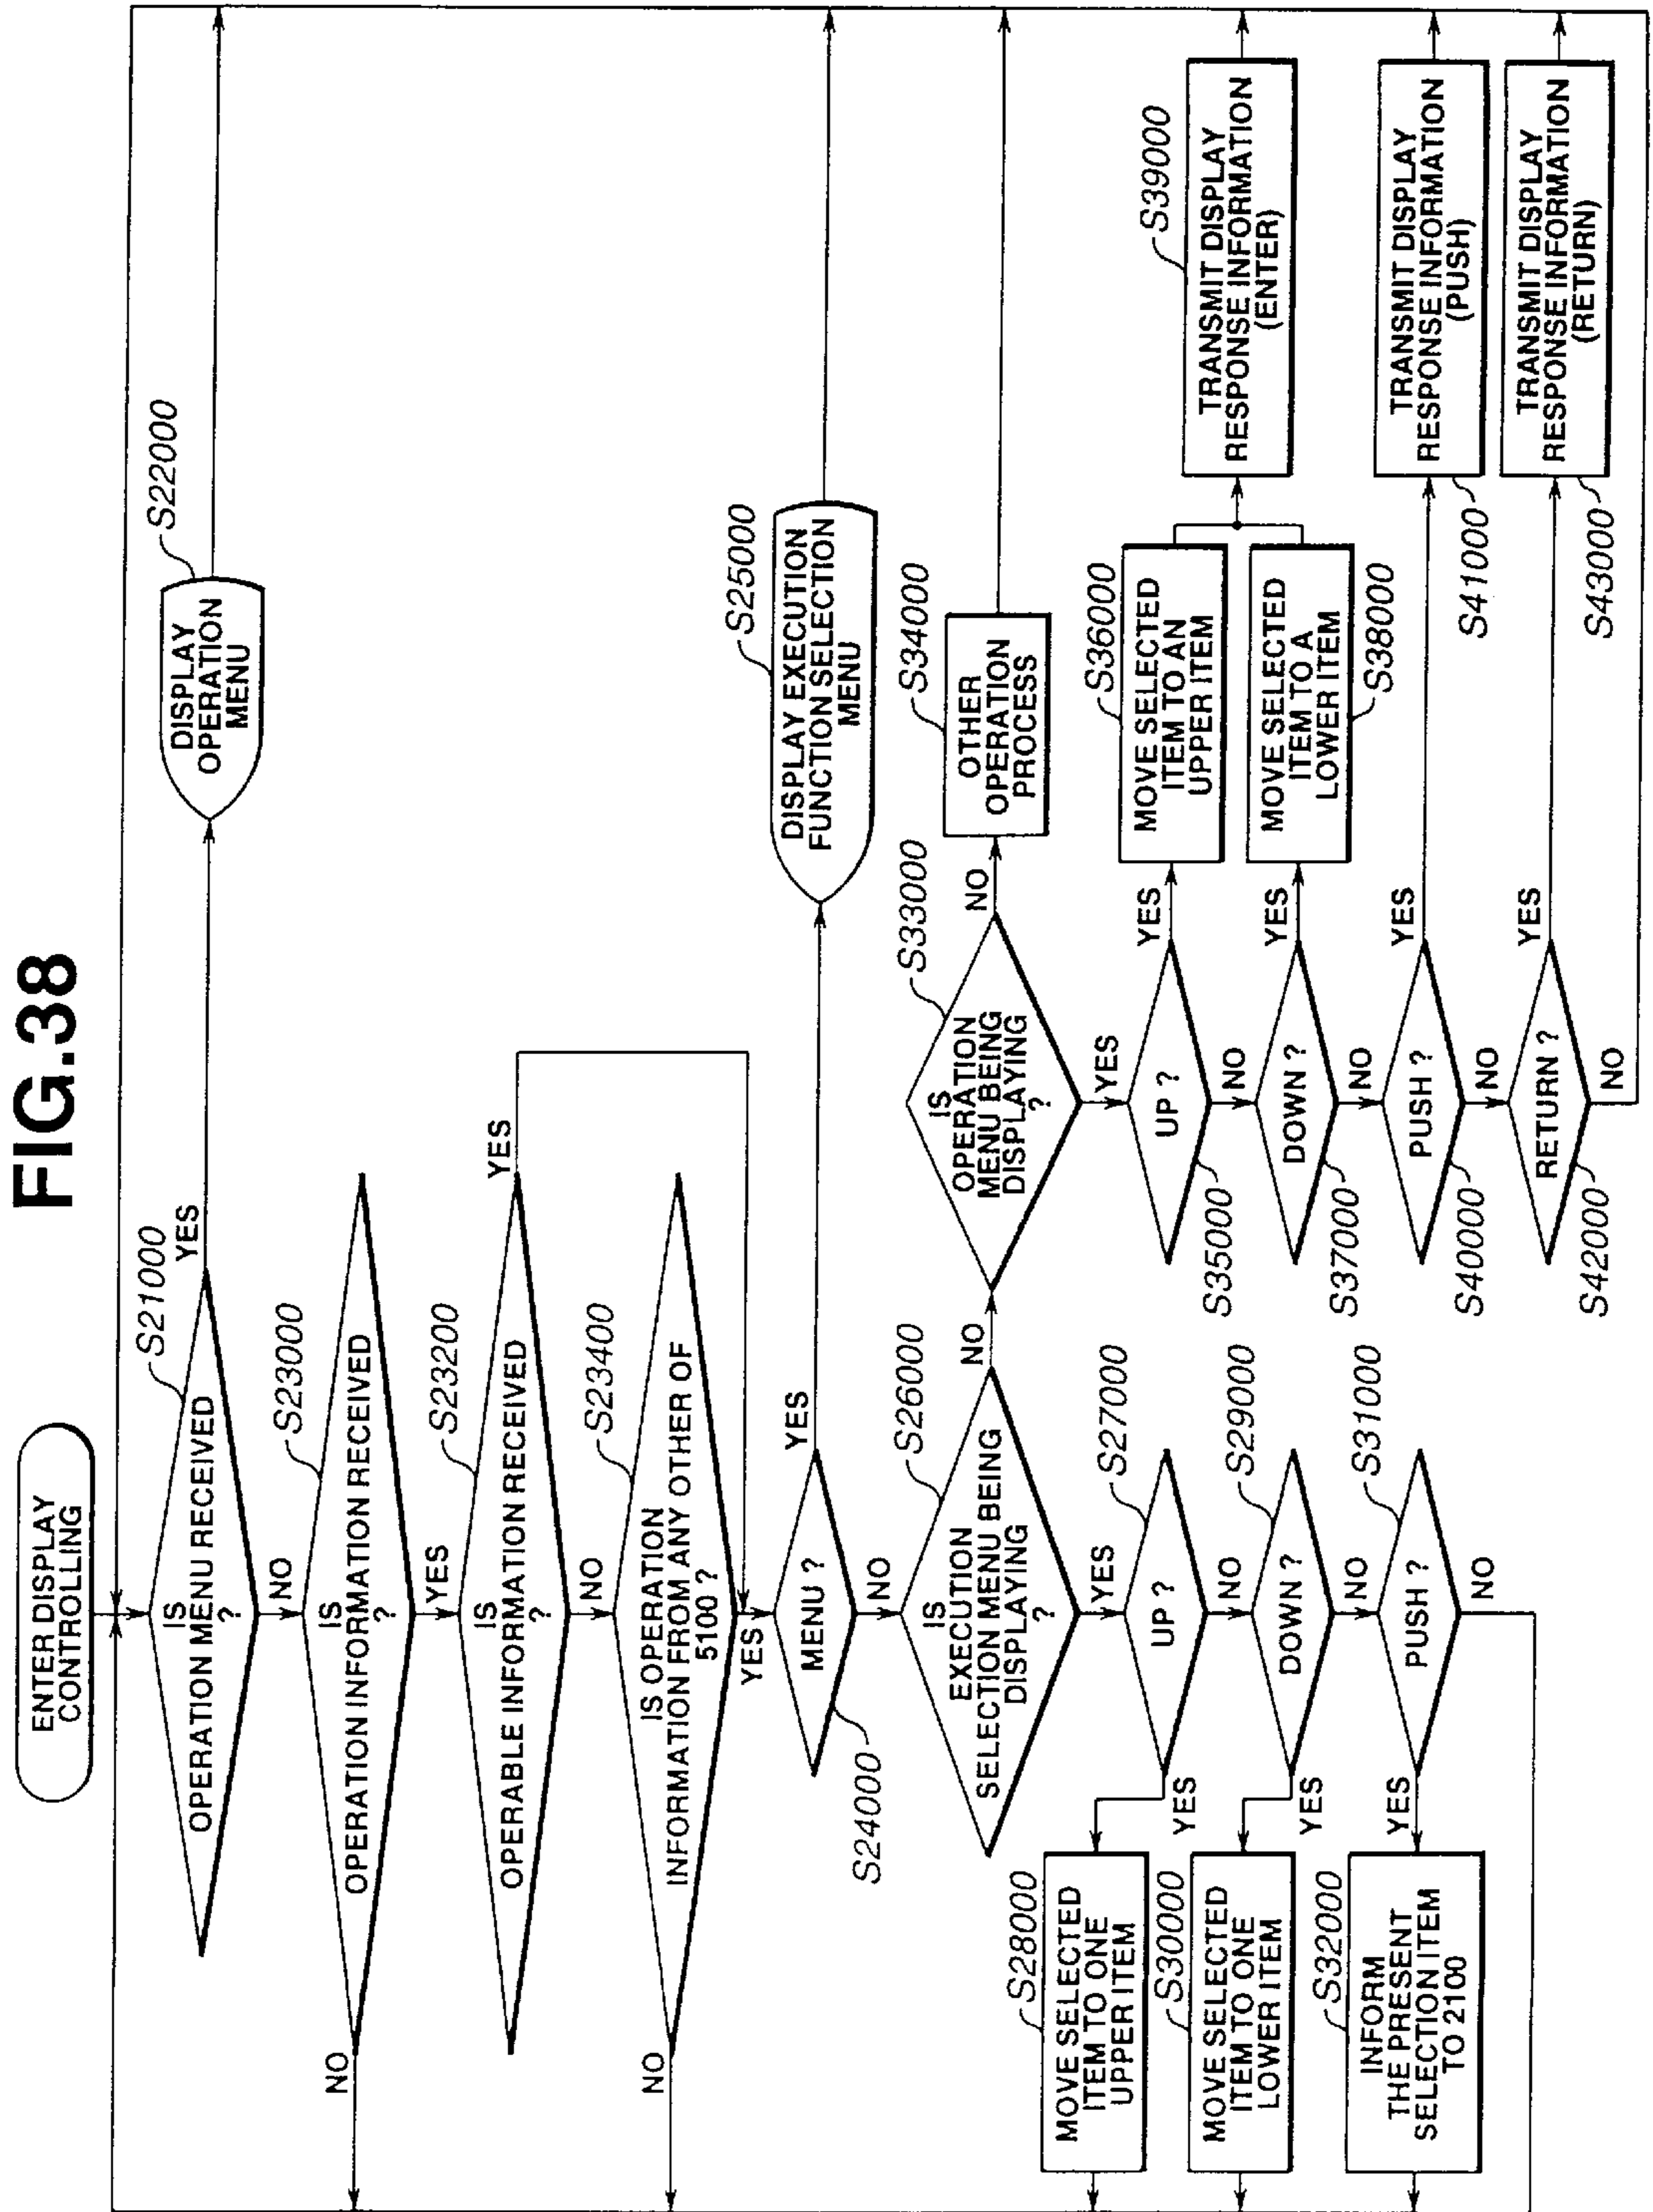 FIG.38
ENTER DISPLAY
CONTROLLING
S21000
IS
OPERATION MENU RECEIVED
?
YES
NO
DISPLAY
OPERATION
MENU
S22000
S23000
IS
OPERATION INFORMATION RECEIVED
?
NO
YES
S23200
IS
OPERABLE INFORMATION RECEIVED
?
YES
NO
S23400
IS OPERATION
INFORMATION FROM ANY OTHER OF
5100 ?
NO
YES
MENU ?
S24000
YES
NO
S25000
DISPLAY EXECUTION
FUNCTION SELECTION
MENU
S26000
IS
EXECUTION
SELECTION MENU BEING
DISPLAYING
?
NO
YES
S27000
UP ?
YES
NO
S28000
MOVE SELECTED
ITEM TO ONE
UPPER ITEM
S29000
DOWN ?
YES
NO
S30000
MOVE SELECTED
ITEM TO ONE
LOWER ITEM
S31000
PUSH ?
YES
NO
S32000
INFORM
THE PRESENT
SELECTION ITEM
TO 2100
S33000
IS
OPERATION
MENU BEING
DISPLAYING
?
NO
YES
S34000
OTHER
OPERATION
PROCESS
UP ?
S35000
YES
NO
S36000
MOVE SELECTED
ITEM TO AN
UPPER ITEM
DOWN ?
S37000
YES
NO
MOVE SELECTED
ITEM TO A
LOWER ITEM
S38000
S39000
TRANSMIT DISPLAY
RESPONSE INFORMATION
(ENTER)
PUSH ?
S40000
YES
NO
TRANSMIT DISPLAY
RESPONSE INFORMATION
(PUSH)
S41000
RETURN ?
S42000
YES
NO
TRANSMIT DISPLAY
RESPONSE INFORMATION
(RETURN)
S43000